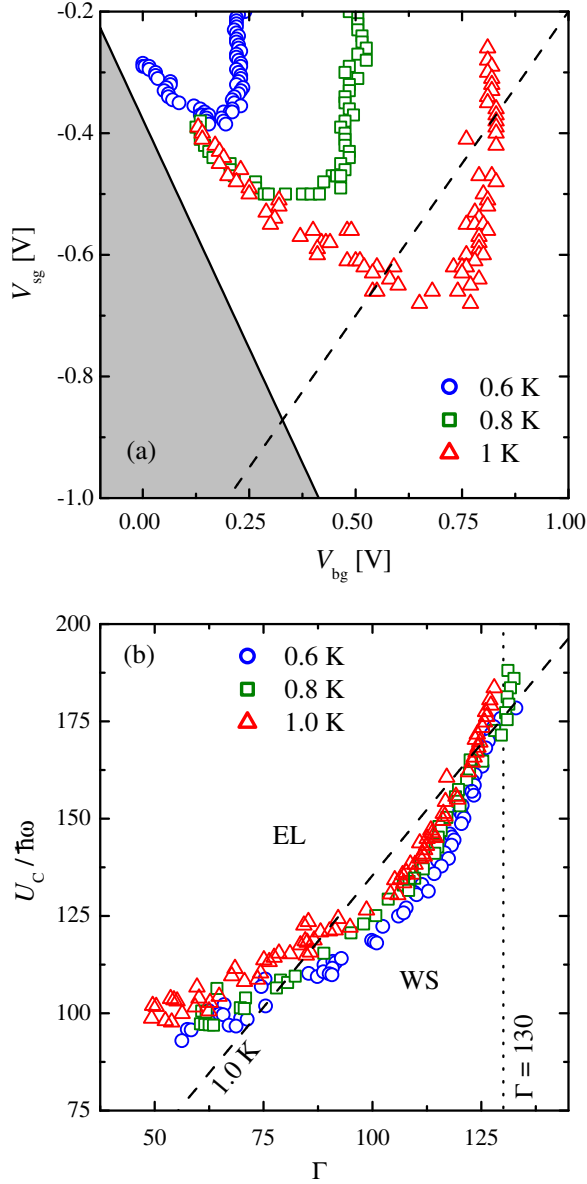 -0.2
-0.4
-0.6
-0.8
-1.0
V_sg [V]
(a)
0.6 K
0.8 K
1 K
0.00 0.25 0.50 0.75 1.00
V_bg [V]
200
175
150
125
100
75
U_C / ħω
(b)
0.6 K
0.8 K
1.0 K
EL
WS
1.0 K
Γ = 130
50 75 100 125
Γ